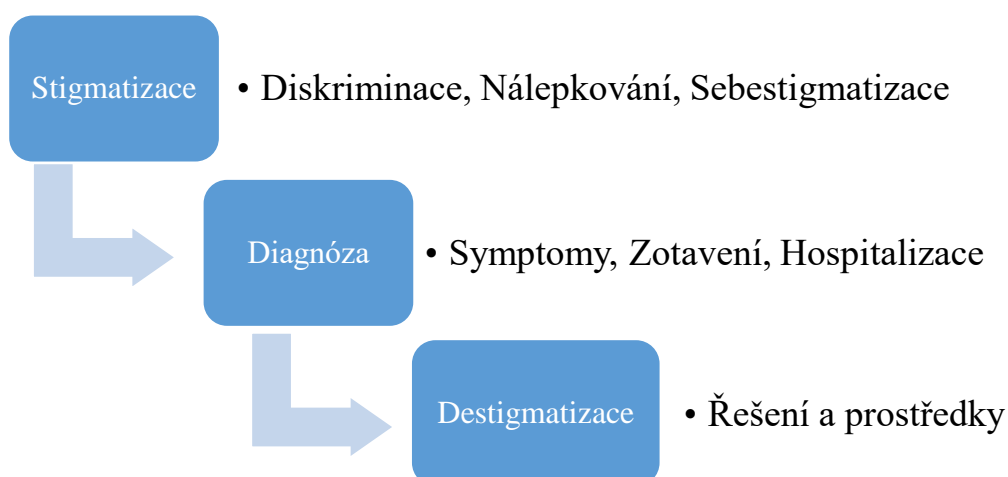 Stigmatizace
• Diskriminace, Nálepkování, Sebestigmatizace
Diagnóza
• Symptomy, Zotavení, Hospitalizace
Destigmatizace
• Řešení a prostředky